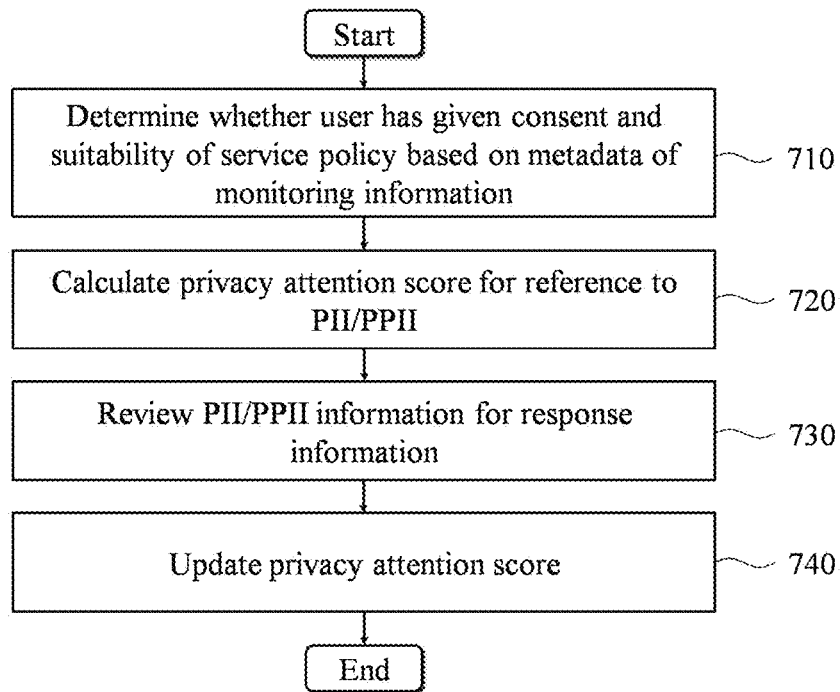 Start
Determine whether user has given consent and
suitability of service policy based on metadata of
monitoring information
710
Calculate privacy attention score for reference to
PII/PPII
720
Review PII/PPII information for response
information
730
Update privacy attention score
740
End